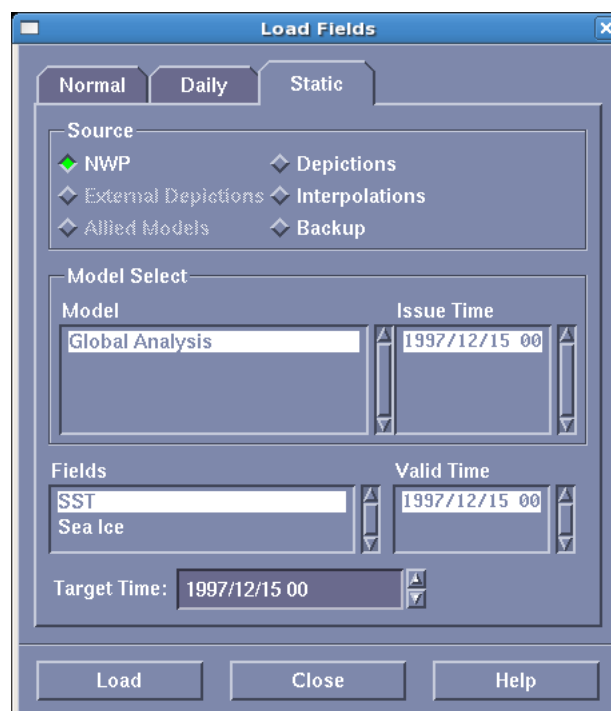 Load Fields
Normal Daily Static
Source
NWP Depictions
External Depictions Interpolations
Allied Models Backup
Model Select
Model Issue Time
Global Analysis 1997/12/15 00
Fields Valid Time
SST 1997/12/15 00
Sea Ice
Target Time: 1997/12/15 00
Load Close Help